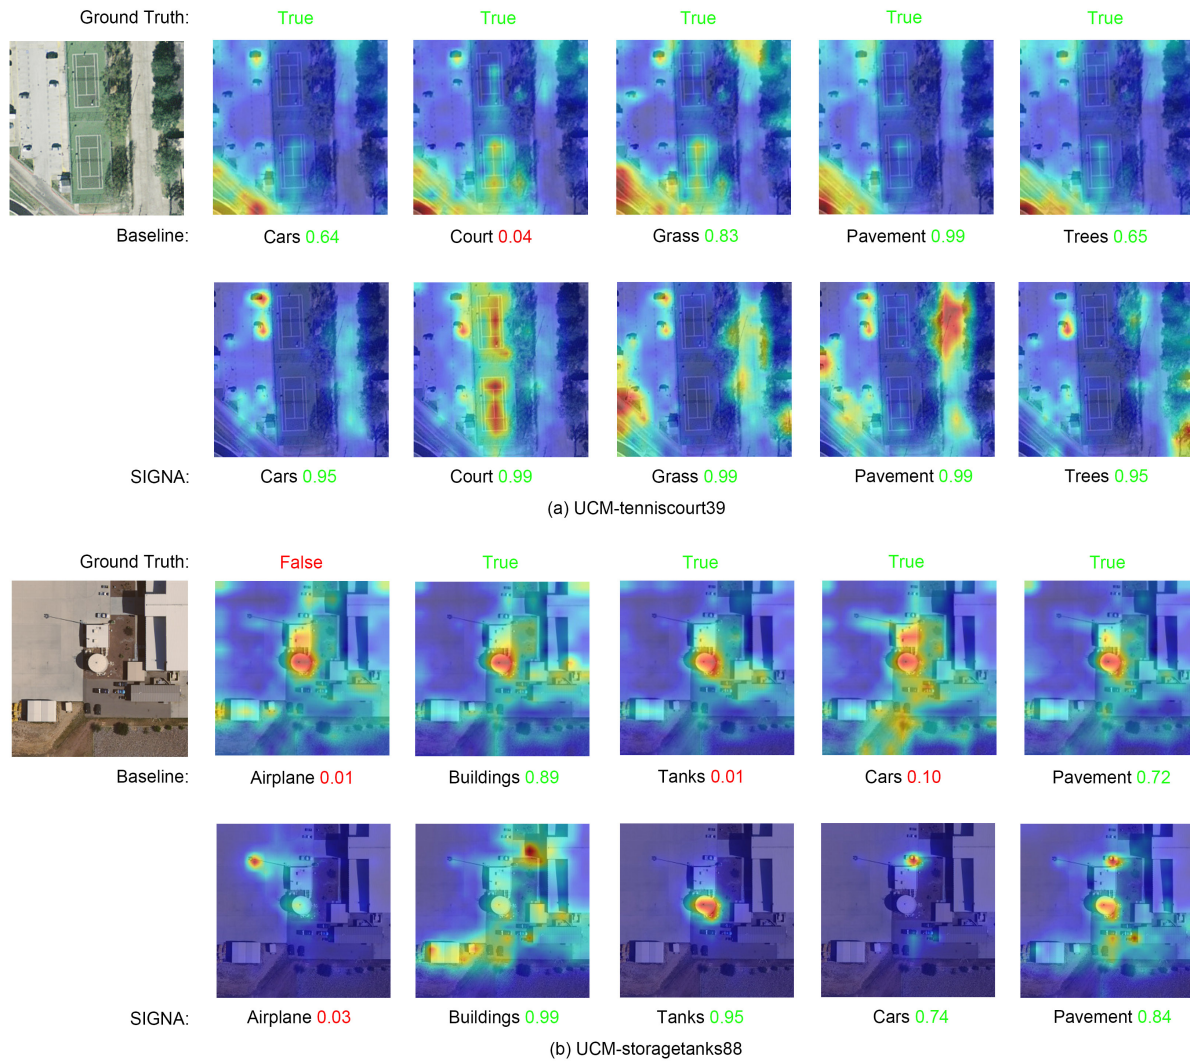 Ground Truth: True True True True True
Baseline: Cars 0.64 Court 0.04 Grass 0.83 Pavement 0.99 Trees 0.65
SIGNA: Cars 0.95 Court 0.99 Grass 0.99 Pavement 0.99 Trees 0.95
(a) UCM-tenniscourt39
Ground Truth: False True True True True
Baseline: Airplane 0.01 Buildings 0.89 Tanks 0.01 Cars 0.10 Pavement 0.72
SIGNA: Airplane 0.03 Buildings 0.99 Tanks 0.95 Cars 0.74 Pavement 0.84
(b) UCM-storagetanks88